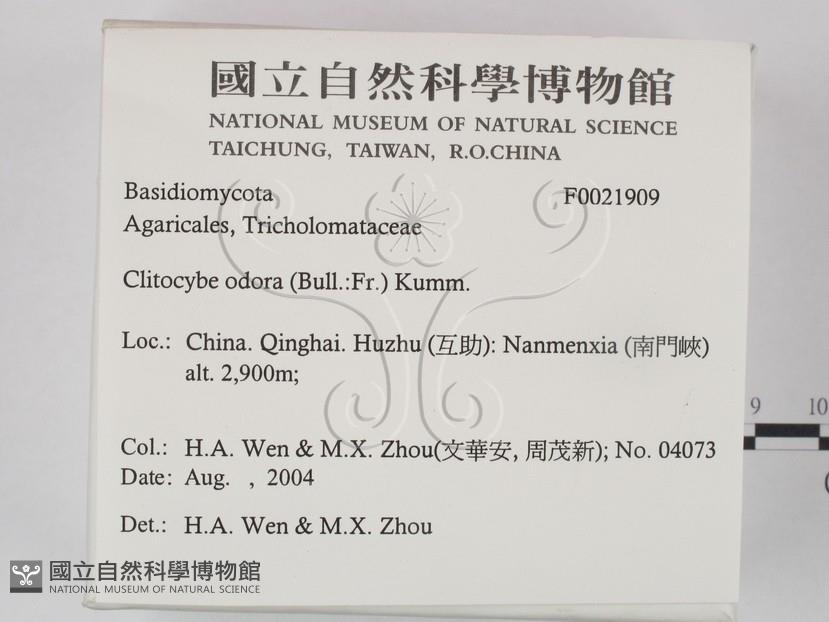 國立自然科學博物館
NATIONAL MUSEUM OF NATURAL SCIENCE
TAICHUNG, TAIWAN, R.O.CHINA
Basidiomycota F0021909
Agaricales, Tricholomataceae
Clitocybe odora (Bull.:Fr.) Kumm.
Loc.: China. Qinghai. Huzhu (互助): Nanmenxia (南門峽)
alt. 2,900m;
9 10
Col.: H.A. Wen & M.X. Zhou(文華安, 周茂新); No. 04073
Date: Aug. , 2004
Det.: H.A. Wen & M.X. Zhou
國立自然科學博物館
NATIONAL MUSEUM OF NATURAL SCIENCE